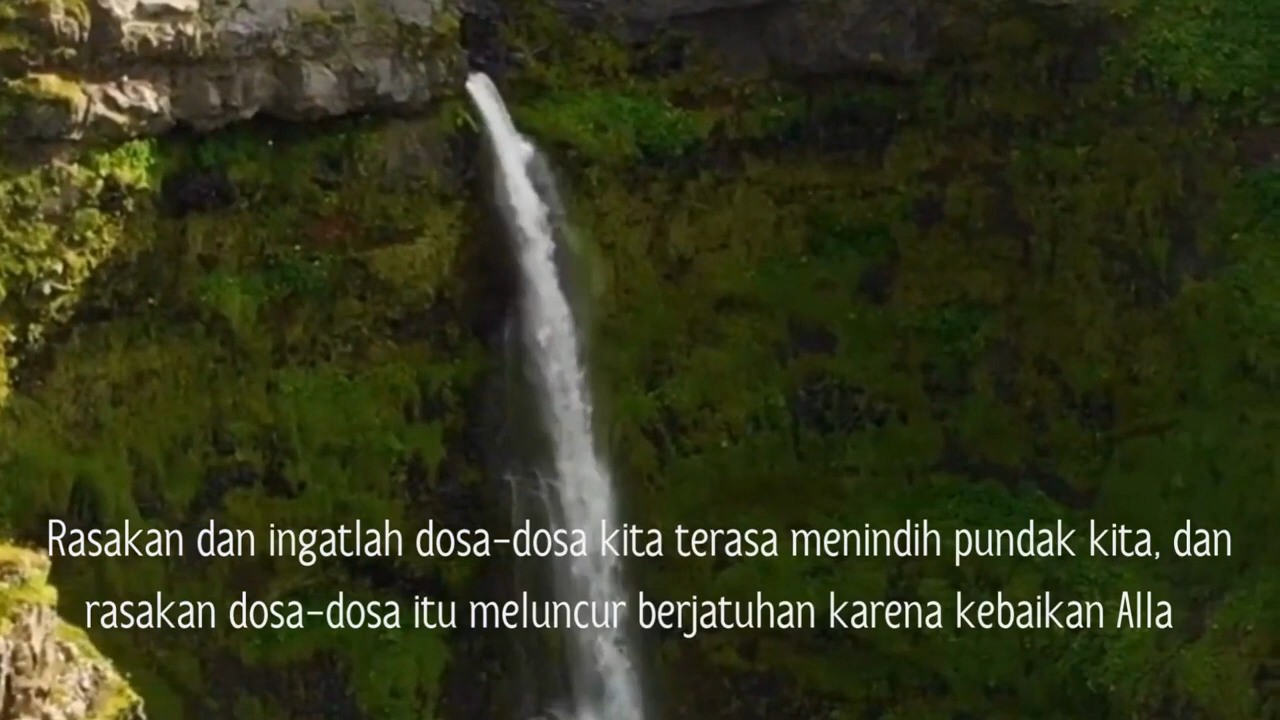 Rasakan dan ingatlah dosa-dosa kita terasa menindih pundak kita, dan
rasakan dosa-dosa itu meluncur berjatuhan karena kebaikan Alla